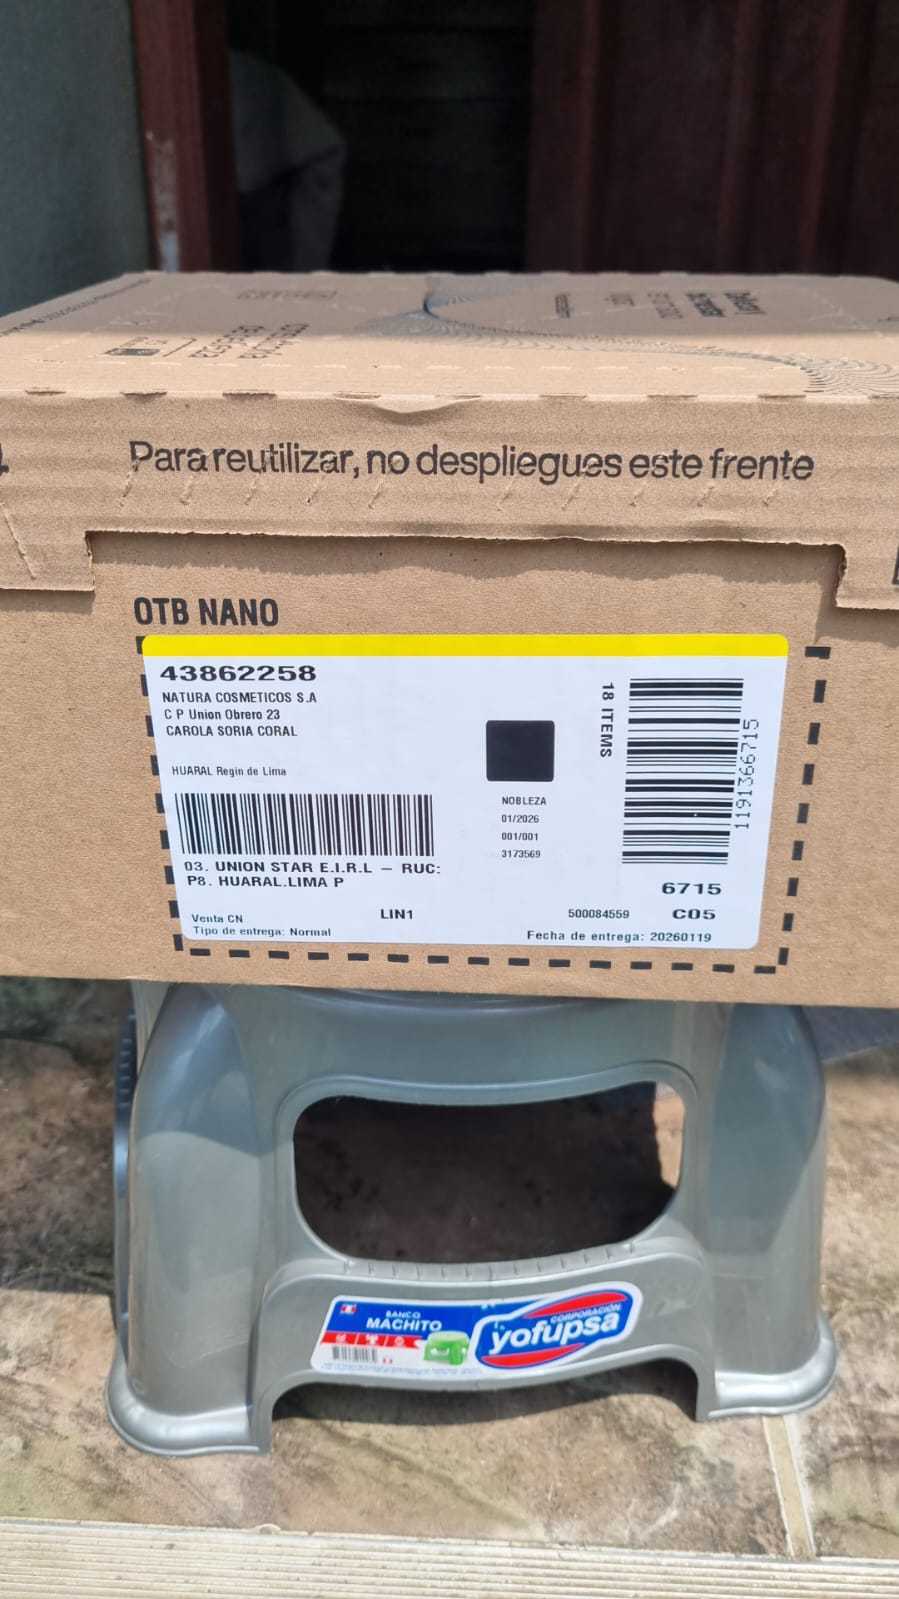 Para reutilizar, no despliegues este frente
OTB NANO
43862258
NATURA COSMETICOS S.A
C P Union Obrero 23
CAROLA SORIA CORAL
HUARAL Regin de Lima
18 ITEMS
1191366715
NOBLEZA
01/2026
001/001
3173569
03. UNION STAR E.I.R.L – RUC:
P8. HUARAL.LIMA P
6715
Venta CN
LIN1
500084559
C05
Tipo de entrega: Normal
Fecha de entrega: 20260119
BANCO
MACHITO
CORPORACIÓN
yofupsa